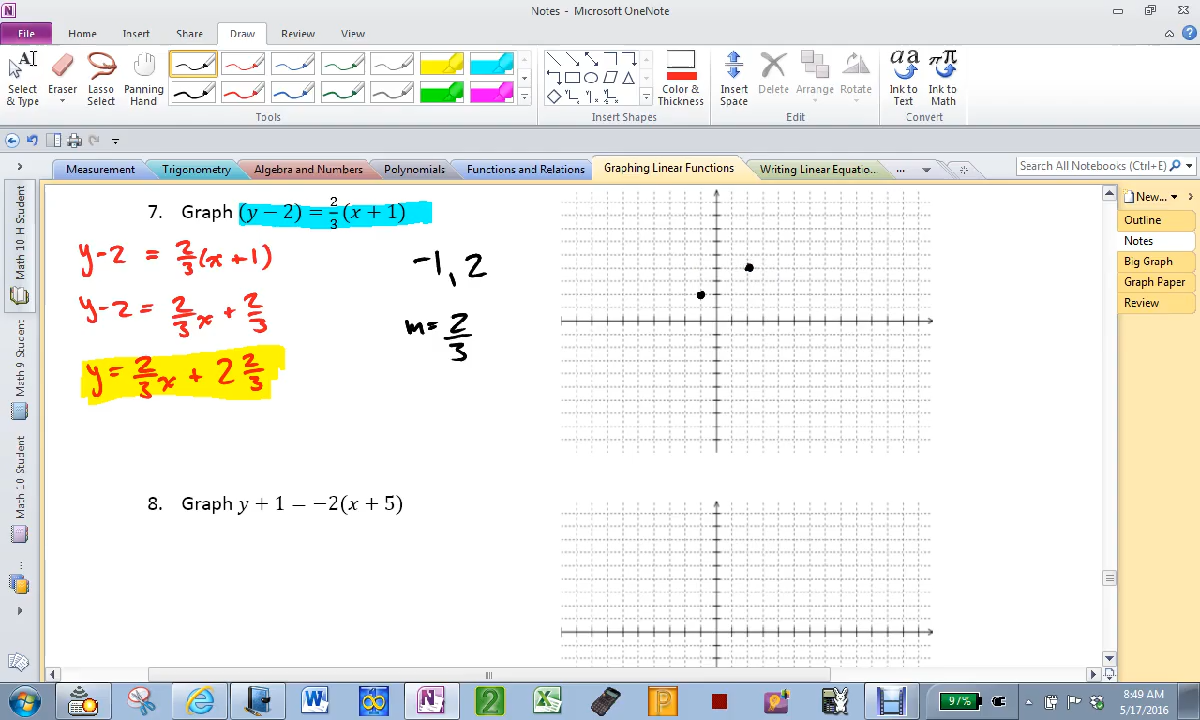 Notes - Microsoft OneNote
File Home Insert Share Draw Review View
Select & Type
Eraser
Lasso Select
Panning Hand
Color & Thickness
Insert Space
Delete
Arrange
Rotate
Ink to Text
Ink to Math
Tools
Insert Shapes
Edit
Convert
Measurement
Trigonometry
Algebra and Numbers
Polynomials
Functions and Relations
Graphing Linear Functions
Writing Linear Equatio...
...
Search All Notebooks (Ctrl+E)
New...
Outline
Notes
Big Graph
Graph Paper
Review
Math 10 H Student
Math 9 Student
Math 10 Student
7. Graph (y − 2) = 2/3 (x + 1)
y-2 = 2/3 (x + 1)
y-2 = 2/3 x + 2/3
y = 2/3 x + 2 2/3
-1, 2
m = 2/3
8. Graph y + 1 = −2(x + 5)
97%
8:49 AM
5/17/2016